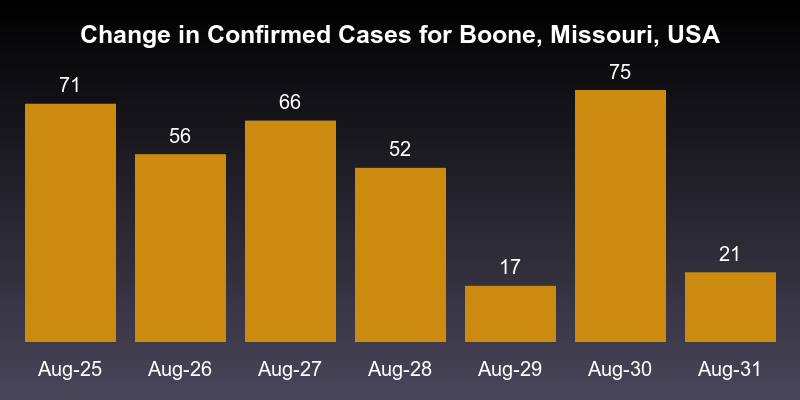 Change in Confirmed Cases for Boone, Missouri, USA
71
56
66
52
17
75
21
Aug-25
Aug-26
Aug-27
Aug-28
Aug-29
Aug-30
Aug-31